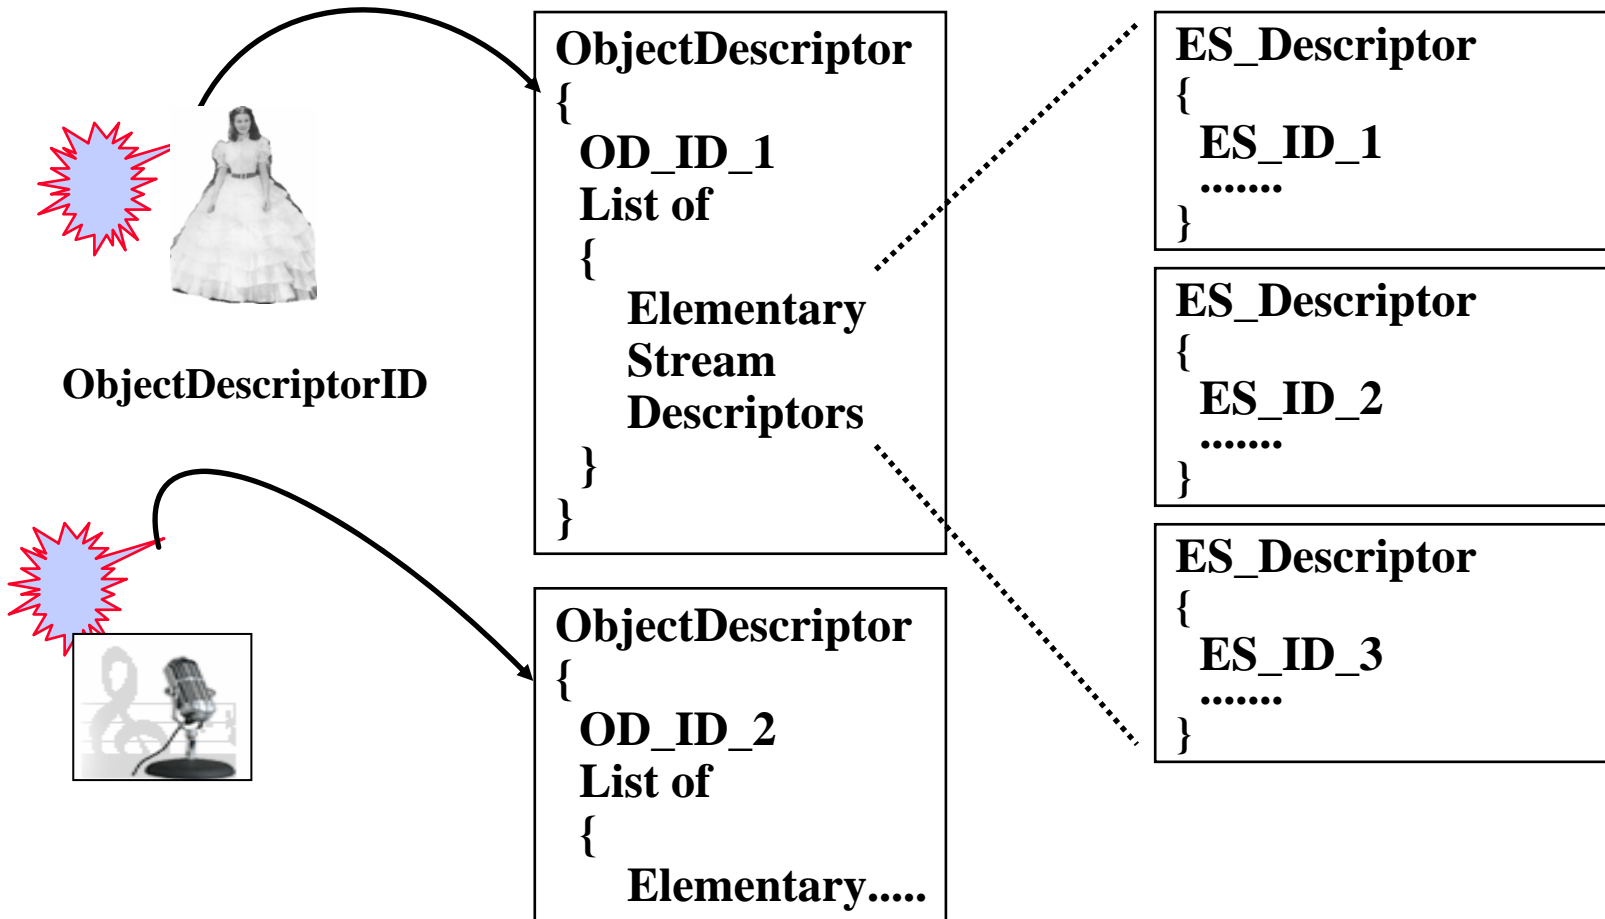 ObjectDescriptorID
ObjectDescriptor
{
OD_ID_1
List of
{
Elementary
Stream
Descriptors
}
}
ObjectDescriptor
{
OD_ID_2
List of
{
Elementary.....
ES_Descriptor
{
ES_ID_1
.......
}
ES_Descriptor
{
ES_ID_2
.......
}
ES_Descriptor
{
ES_ID_3
.......
}